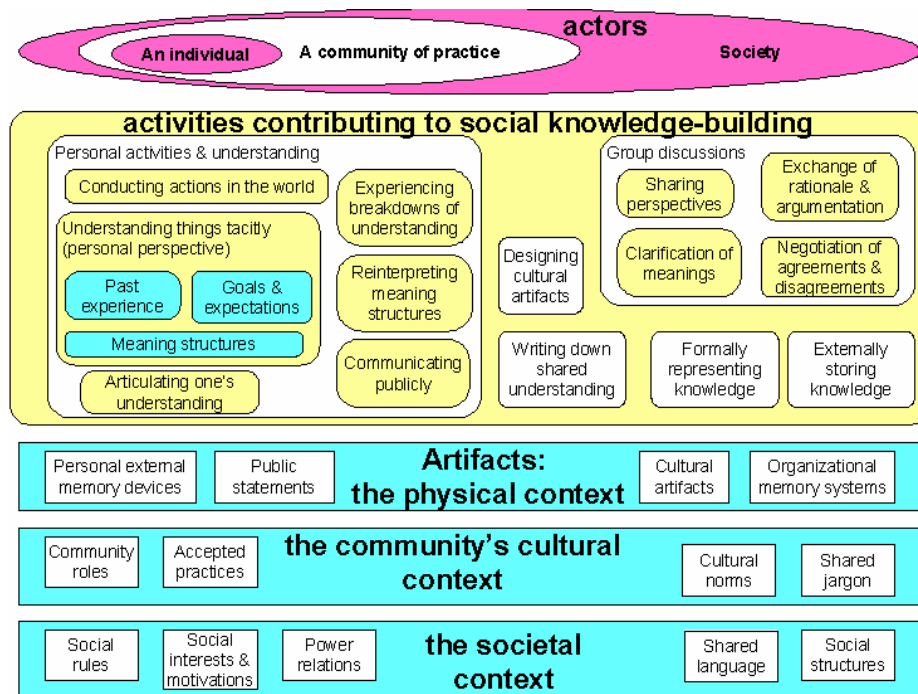 actors
An individual
A community of practice
Society
activities contributing to social knowledge-building
Personal activities & understanding
Conducting actions in the world
Understanding things tacitly
(personal perspective)
Past
experience
Goals &
expectations
Meaning structures
Articulating one's
understanding
Experiencing
breakdowns of
understanding
Reinterpreting
meaning
structures
Communicating
publicly
Designing
cultural
artifacts
Group discussions
Sharing
perspectives
Exchange of
rationale &
argumentation
Clarification of
meanings
Negotiation of
agreements &
disagreements
Writing down
shared
understanding
Formally
representing
knowledge
Externally
storing
knowledge
Personal external
memory devices
Public
statements
Artifacts:
the physical context
Cultural
artifacts
Organizational
memory systems
Community
roles
Accepted
practices
the community's cultural
context
Cultural
norms
Shared
jargon
Social
rules
Social
interests &
motivations
Power
relations
the societal
context
Shared
language
Social
structures